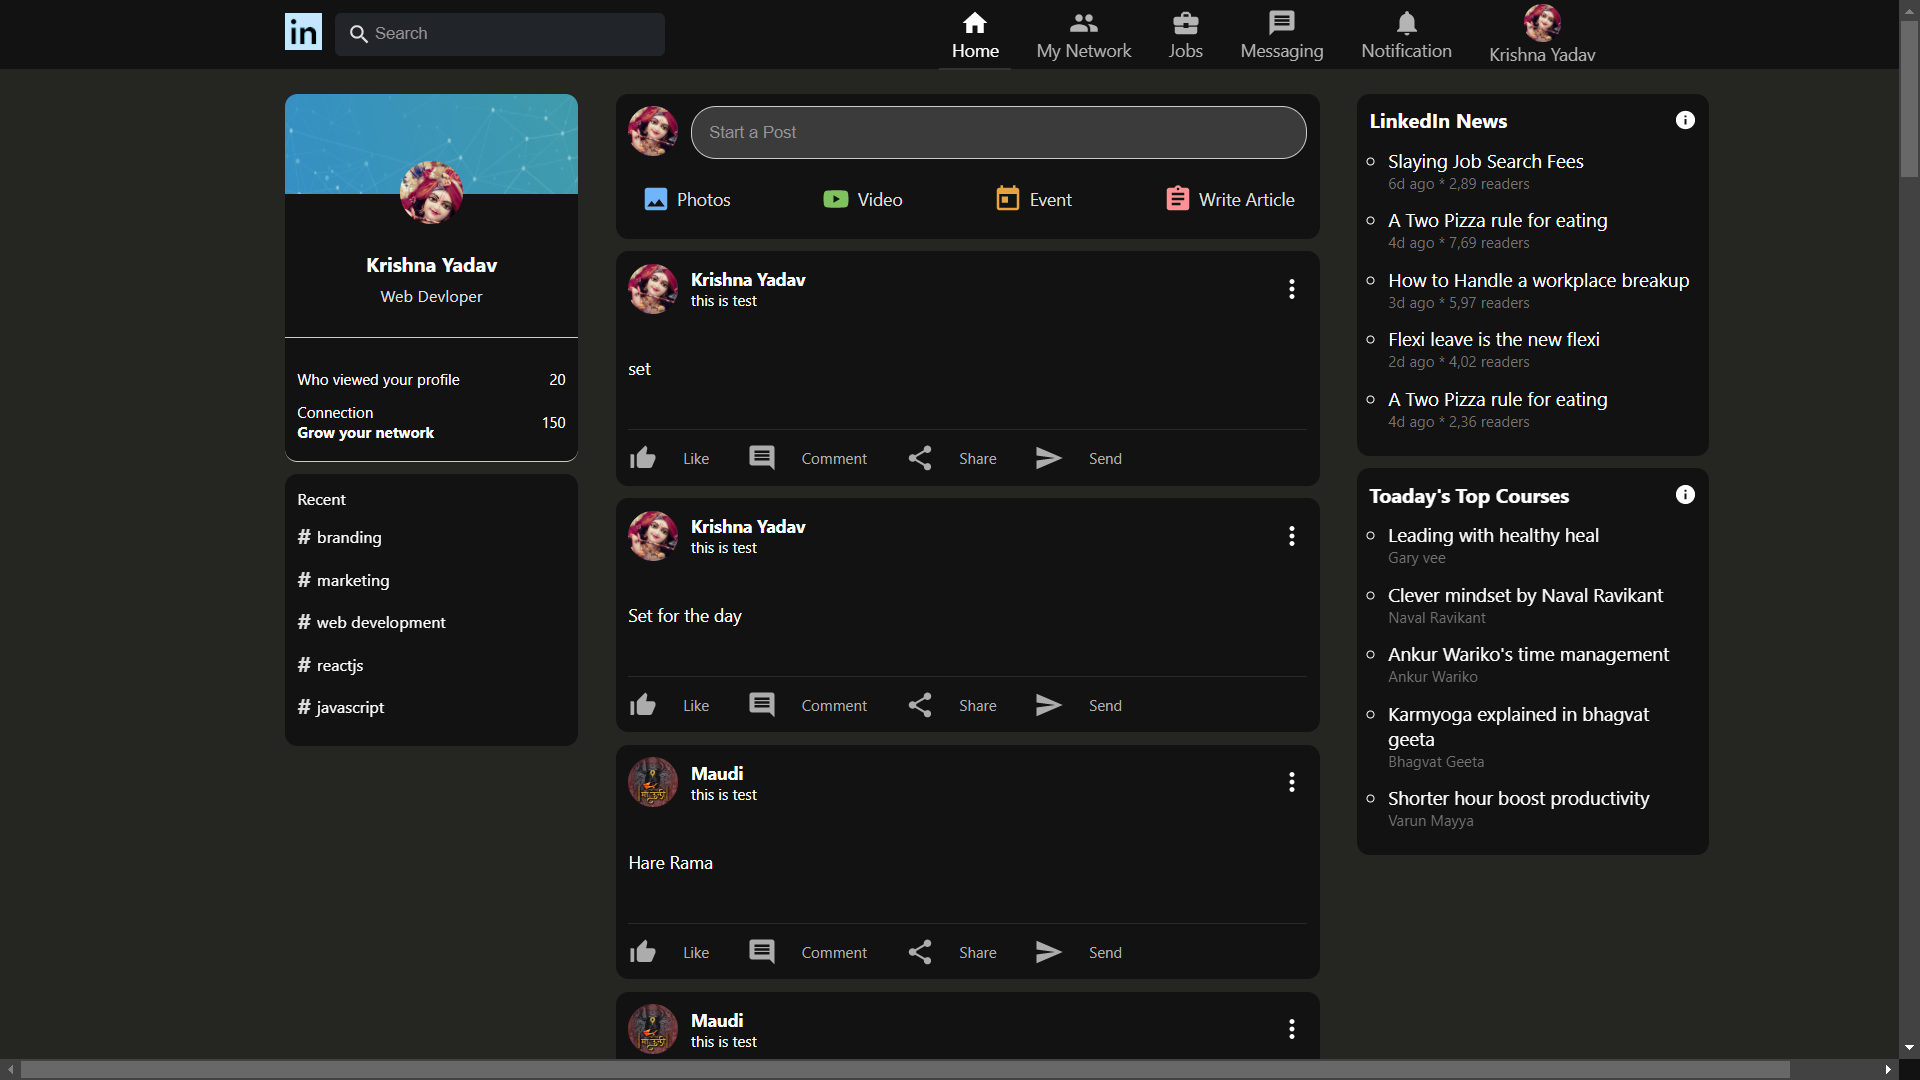 in
Search
Home
My Network
Jobs
Messaging
Notification
Krishna Yadav
Krishna Yadav
Web Devloper
Who viewed your profile 20
Connection
Grow your network
150
Recent
# branding
# marketing
# web development
# reactjs
# javascript
Start a Post
Photos
Video
Event
Write Article
Krishna Yadav
this is test
set
Like
Comment
Share
Send
Krishna Yadav
this is test
Set for the day
Like
Comment
Share
Send
Maudi
this is test
Hare Rama
Like
Comment
Share
Send
Maudi
this is test
LinkedIn News
Slaying Job Search Fees
6d ago * 2,89 readers
A Two Pizza rule for eating
4d ago * 7,69 readers
How to Handle a workplace breakup
3d ago * 5,97 readers
Flexi leave is the new flexi
2d ago * 4,02 readers
A Two Pizza rule for eating
4d ago * 2,36 readers
Toaday's Top Courses
Leading with healthy heal
Gary vee
Clever mindset by Naval Ravikant
Naval Ravikant
Ankur Wariko's time management
Ankur Wariko
Karmyoga explained in bhagvat
geeta
Bhagvat Geeta
Shorter hour boost productivity
Varun Mayya